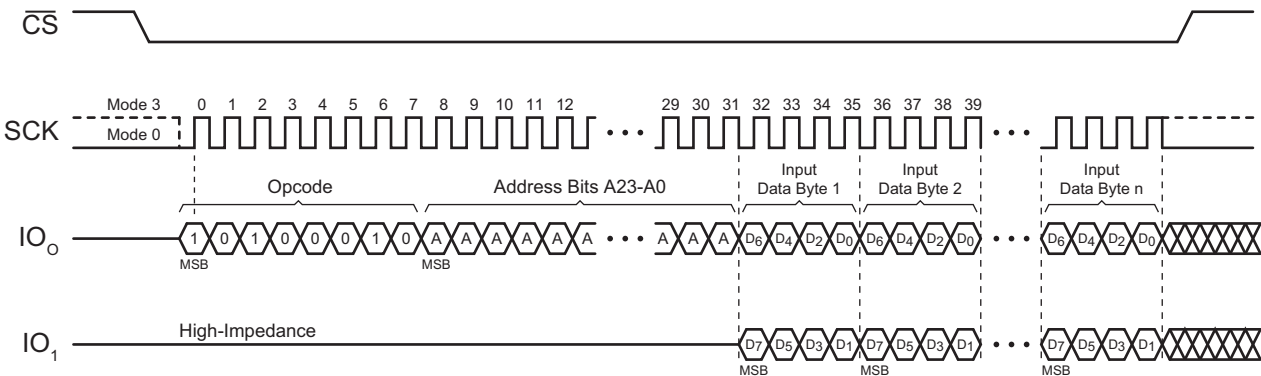 CS
Mode 3
0 1 2 3 4 5 6 7 8 9 10 11 12 29 30 31 32 33 34 35 36 37 38 39
SCK
Mode 0
Opcode
Address Bits A23-A0
Input
Data Byte 1
Input
Data Byte 2
Input
Data Byte n
IO0 1 0 1 0 0 0 1 0 A A A A A A A A A D6 D4 D2 D0 D6 D4 D2 D0 D6 D4 D2 D0
MSB MSB
High-Impedance
IO1 D7 D5 D3 D1 D7 D5 D3 D1 D7 D5 D3 D1
MSB MSB MSB